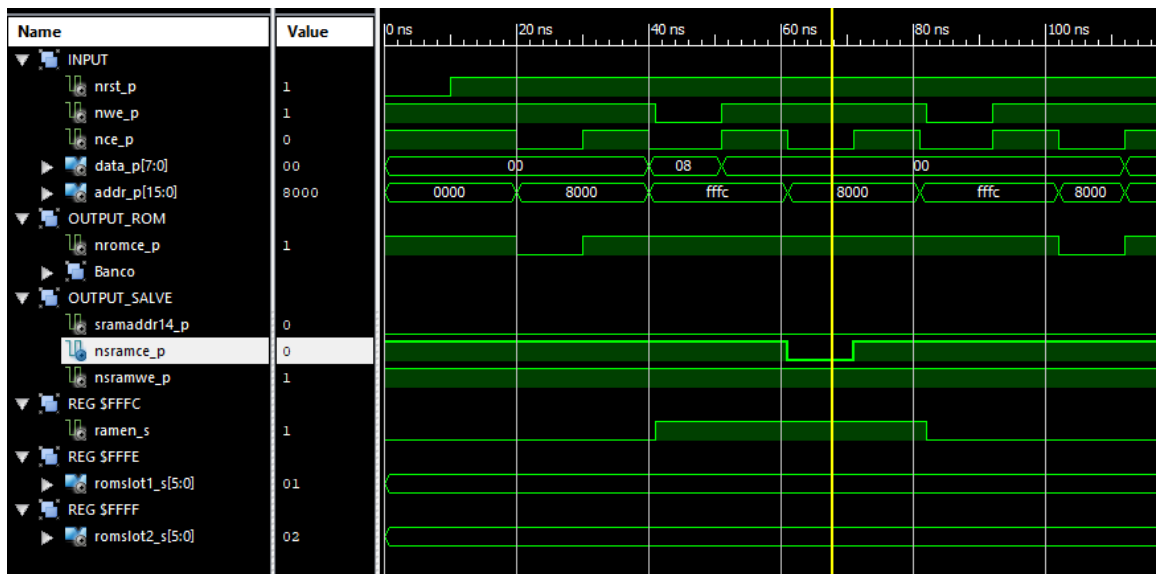 Name Value 0 ns 20 ns 40 ns 60 ns 80 ns 100 ns
INPUT
nrst_p 1
nwe_p 1
nce_p 0
data_p[7:0] 00 00 08 00
addr_p[15:0] 8000 0000 8000 fffc 8000 fffc 8000
OUTPUT_ROM
nromce_p 1
Banco
OUTPUT_SALVE
sramaddr14_p 0
nsramce_p 0
nsramwe_p 1
REG $FFFC
ramen_s 1
REG $FFFE
romslot1_s[5:0] 01
REG $FFFF
romslot2_s[5:0] 02